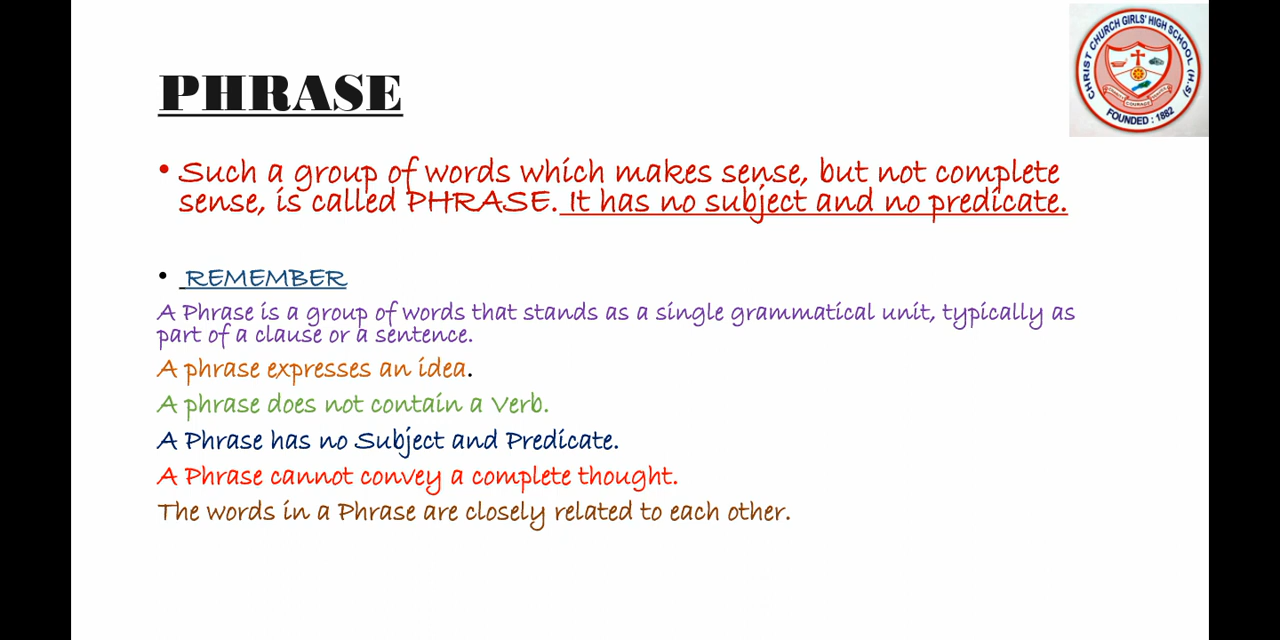 CHRIST CHURCH GIRLS' HIGH SCHOOL (H.S)
COURAGE
FOUNDED : 1882
PHRASE
• Such a group of words which makes sense, but not complete
sense, is called PHRASE. It has no subject and no predicate.
• REMEMBER
A Phrase is a group of words that stands as a single grammatical unit, typically as
part of a clause or a sentence.
A phrase expresses an idea.
A phrase does not contain a Verb.
A Phrase has no Subject and Predicate.
A Phrase cannot convey a complete thought.
The words in a Phrase are closely related to each other.